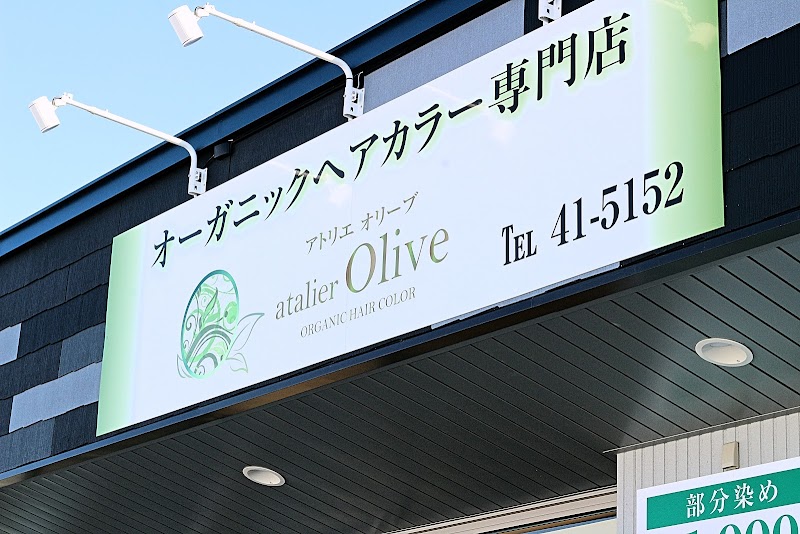 オーガニックヘアカラー専門店
アトリエ オリーブ
atalier Olive
ORGANIC HAIR COLOR
TEL 41-5152
部分染め